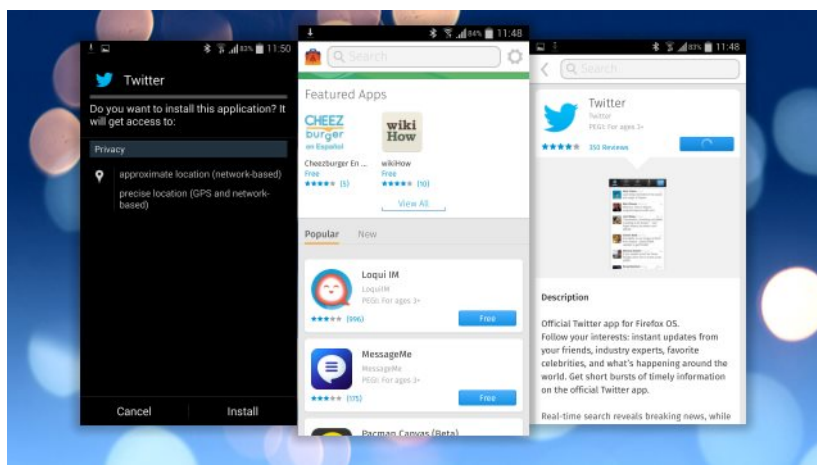 83% 11:50
Twitter
Do you want to install this application? It
will get access to:
Privacy
approximate location (network-based)
precise location (GPS and network-
based)
Cancel Install
84% 11:48
Search
Featured Apps
CHEEZ
burger
en Español
wiki
How
Cheezburger En ...
Free
(5)
wikiHow
Free
(10)
View All
Popular New
Loqui IM
LoquiIM
PEGI: For ages 3+
(996)
Free
MessageMe
MessageMe
PEGI: For ages 3+
(175)
Free
Pacman Canvas (Beta)
83% 11:48
Search
Twitter
Twitter
PEGI: For ages 3+
350 Reviews
Description
Official Twitter app for Firefox OS.
Follow your interests: instant updates from
your friends, industry experts, favorite
celebrities, and what's happening around the
world. Get short bursts of timely information
on the official Twitter app.
Real-time search reveals breaking news, while